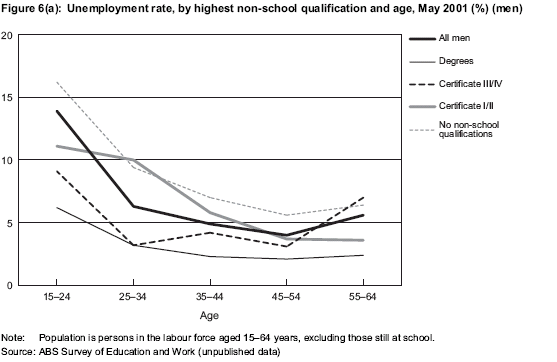 Figure 6(a): Unemployment rate, by highest non-school qualification and age, May 2001 (%) (men)
20
15
10
5
0
15–24
25–34
35–44
45–54
55–64
Age
All men
Degrees
Certificate III/IV
Certificate I/II
No non-school
qualifications
Note: Population is persons in the labour force aged 15–64 years, excluding those still at school.
Source: ABS Survey of Education and Work (unpublished data)